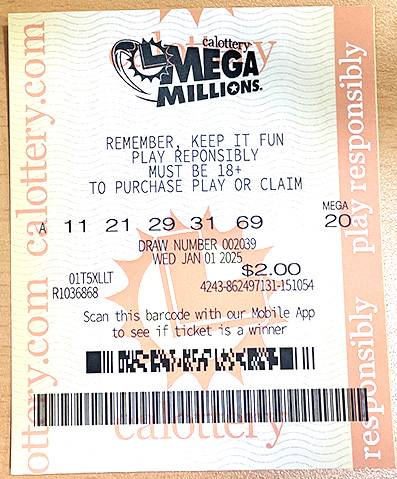 calottery
MEGA
MILLIONS.
REMEMBER, KEEP IT FUN
PLAY REPONSIBLY
MUST BE 18+
TO PURCHASE PLAY OR CLAIM
MEGA
A 11 21 29 31 69 20
DRAW NUMBER 002039
WED JAN 01 2025
$2.00
01T5XLLT
R1036868
4243-862497131-151054
Scan this barcode with our Mobile App
to see if ticket is a winner
calottery
ottery.com calottery.com
responsibly play responsibly